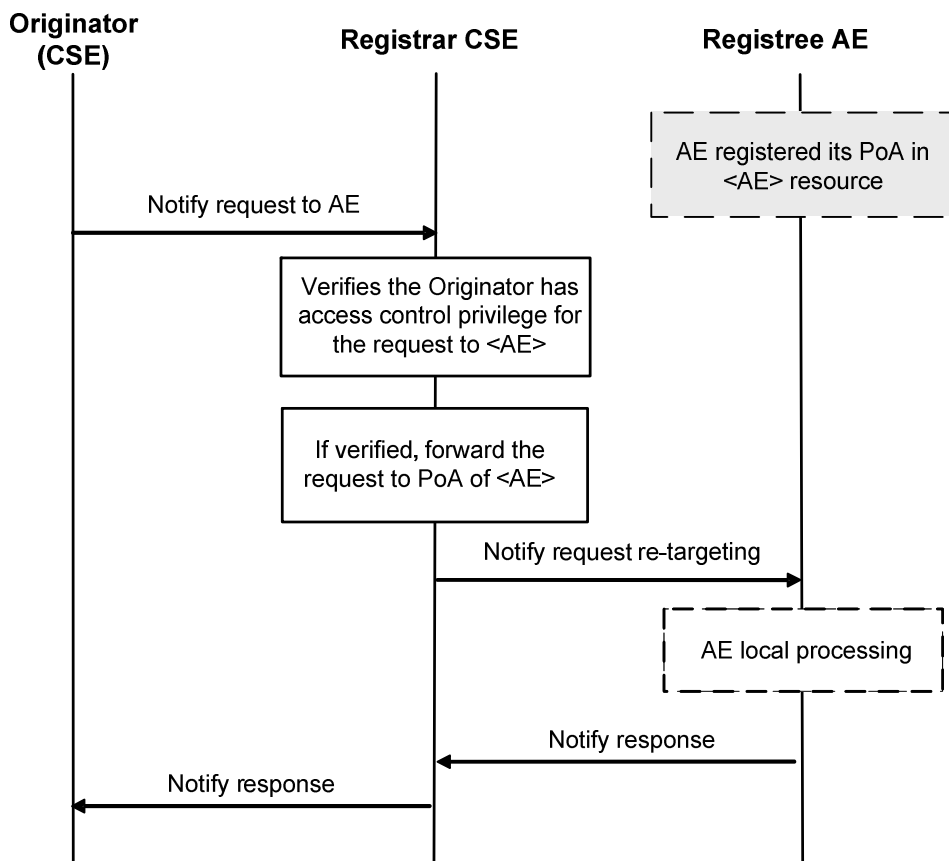 Originator
(CSE)
Registrar CSE
Registree AE
AE registered its PoA in
<AE> resource
Notify request to AE
Verifies the Originator has
access control privilege for
the request to <AE>
If verified, forward the
request to PoA of <AE>
Notify request re-targeting
AE local processing
Notify response
Notify response